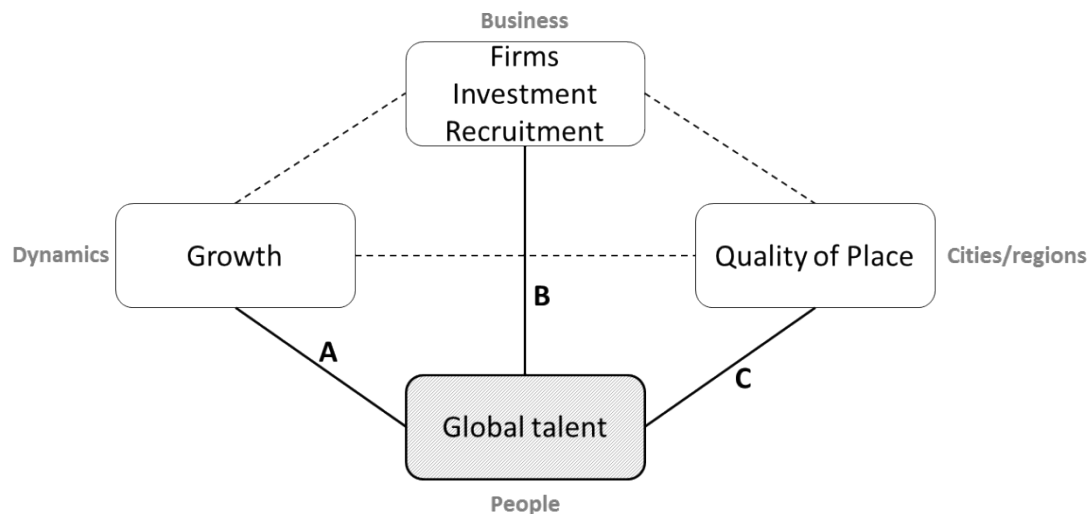 Business
Firms
Investment
Recruitment
Dynamics
Growth
Quality of Place
Cities/regions
B
A
C
Global talent
People